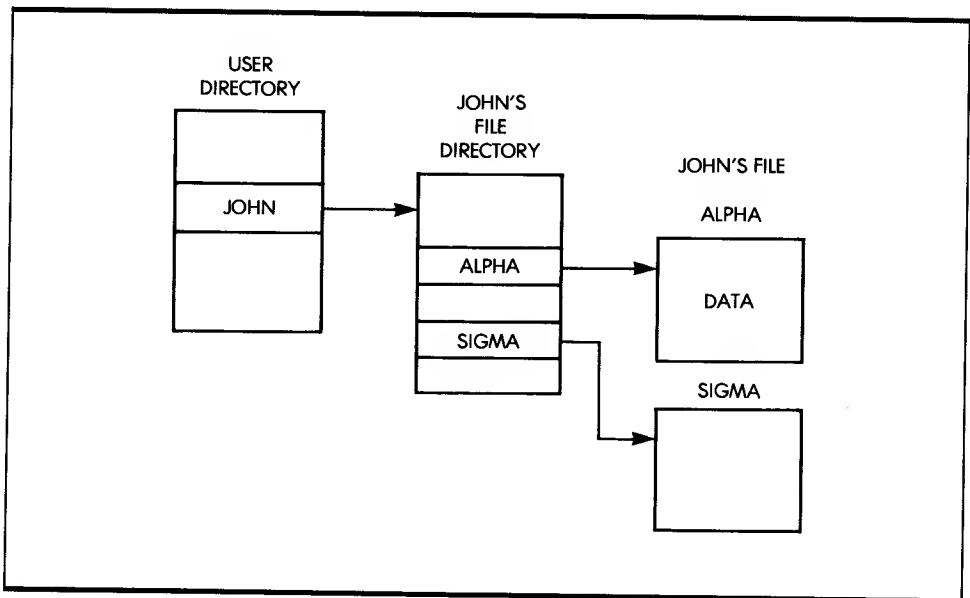 USER
DIRECTORY
JOHN
JOHN'S
FILE
DIRECTORY
ALPHA
SIGMA
JOHN'S FILE
ALPHA
DATA
SIGMA